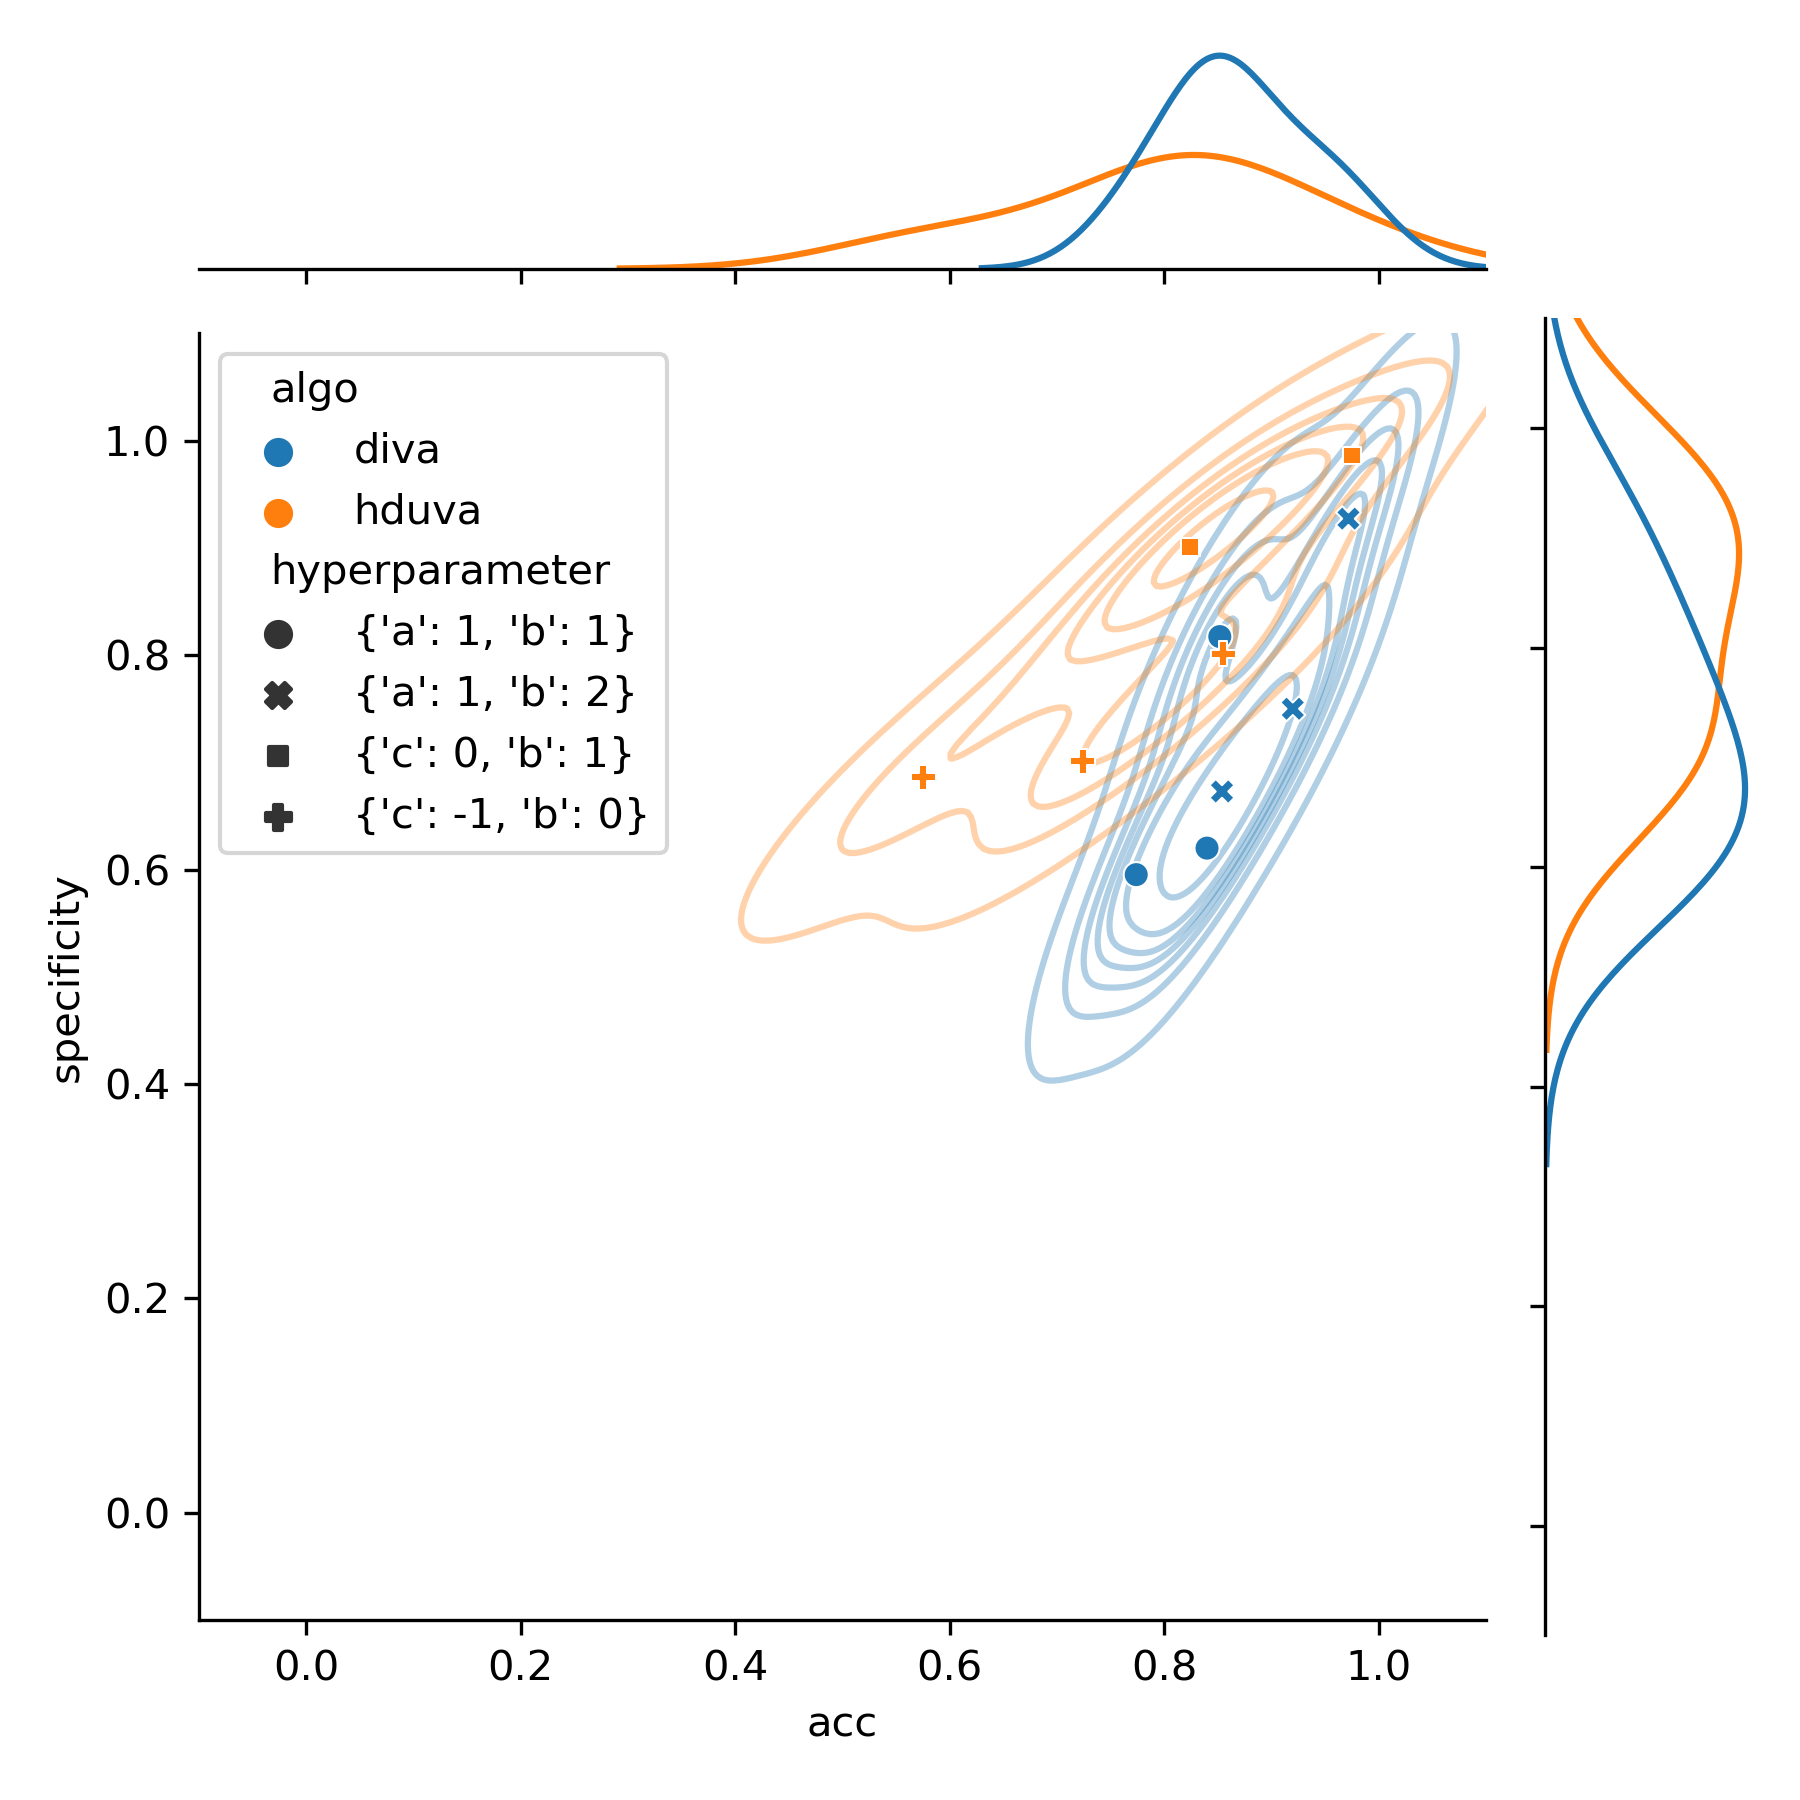 algo
diva
hduva
hyperparameter
{'a': 1, 'b': 1}
{'a': 1, 'b': 2}
{'c': 0, 'b': 1}
{'c': -1, 'b': 0}
1.0
0.8
0.6
0.4
0.2
0.0
specificity
0.0 0.2 0.4 0.6 0.8 1.0
acc